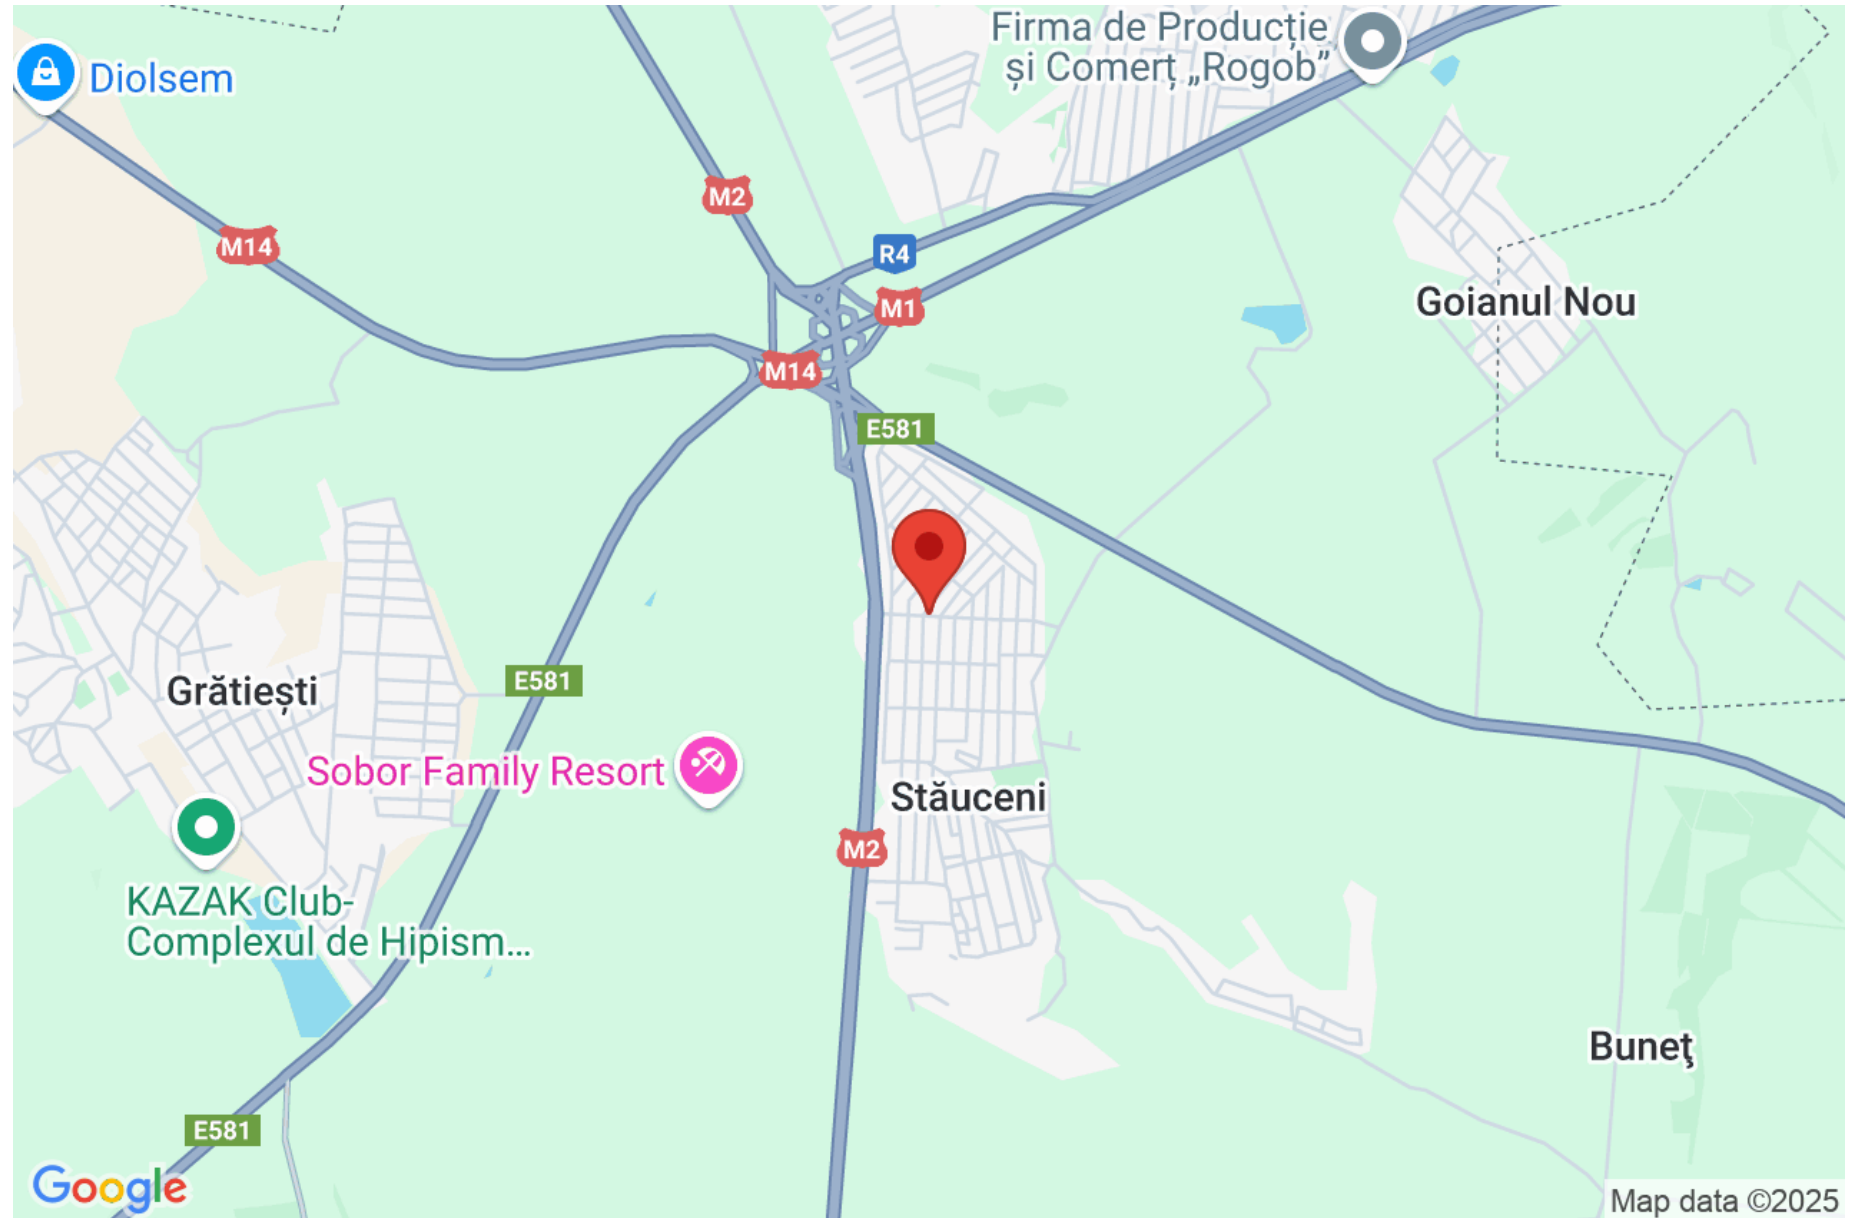 Firma de Producție
și Comerț „Rogob”
Diolsem
M2
M14
R4
M1
Goianul Nou
M14
E581
Grătiești
E581
Sobor Family Resort
Stăuceni
M2
KAZAK Club-
Complexul de Hipism...
Buneţ
E581
Google
Map data ©2025